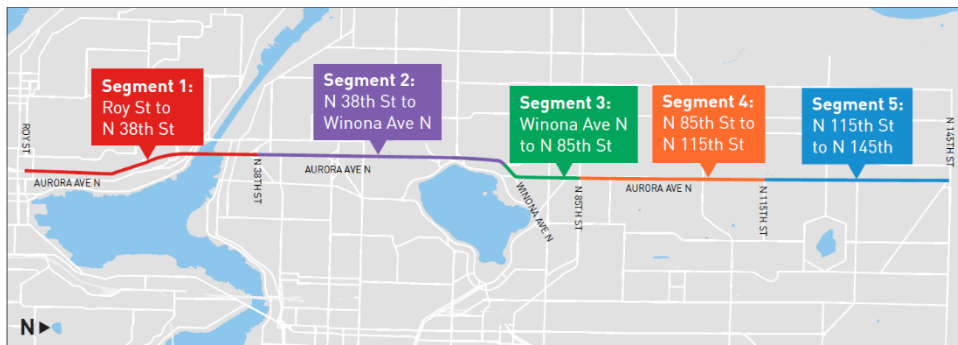 Segment 1:
Roy St to
N 38th St
Segment 2:
N 38th St to
Winona Ave N
Segment 3:
Winona Ave N
to N 85th St
Segment 4:
N 85th St to
N 115th St
Segment 5:
N 115th St
to N 145th
ROY ST
AURORA AVE N
N 38TH ST
AURORA AVE N
WINONA AVE N
N 85TH ST
AURORA AVE N
N 115TH ST
N 145TH ST
N